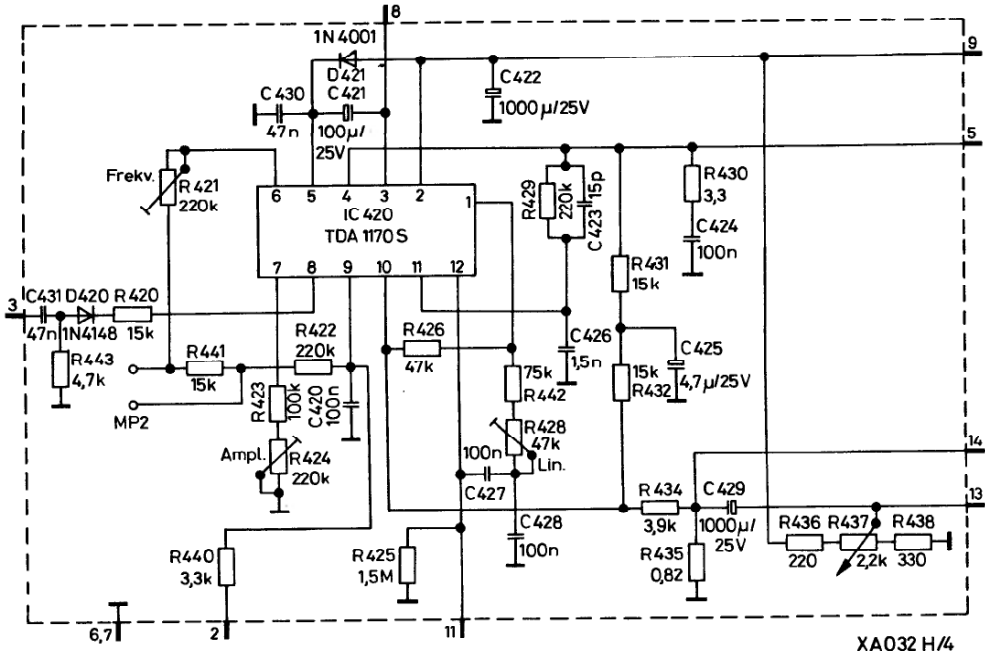 8
1N4001
9
D421
C430
C421
47n
100µ/
25V
C422
1000µ/25V
5
Frekv.
R421
220k
6
5
4
3
2
1
IC420
TDA 1170S
7
8
9
10
11
12
R429
220k
C423
15p
R430
3,3
C424
100n
R431
15k
3
C431
47n
D420
1N4148
R420
15k
R443
4,7k
R441
15k
MP2
R422
220k
R423
100k
C420
100n
R426
47k
C426
1,5n
C425
4,7µ/25V
15k
R432
75k
R442
R428
47k
Lin.
Ampl.
R424
220k
100n
C427
14
R434
3,9k
C429
1000µ/
25V
13
C428
100n
R436
220
R437
2,2k
R438
330
R435
0,82
R440
3,3k
R425
1,5M
6,7
2
11
XA032 H/4